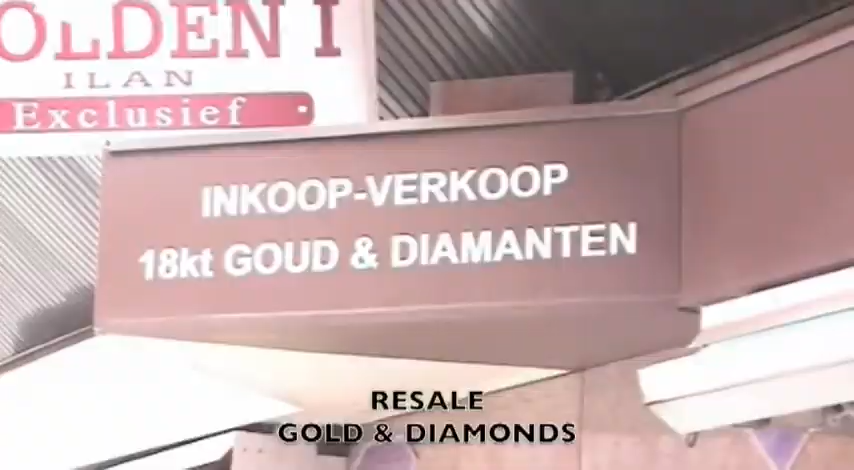 OLDEN I
ILAN
Exclusief
INKOOP-VERKOOP
18kt GOUD & DIAMANTEN
RESALE
GOLD & DIAMONDS